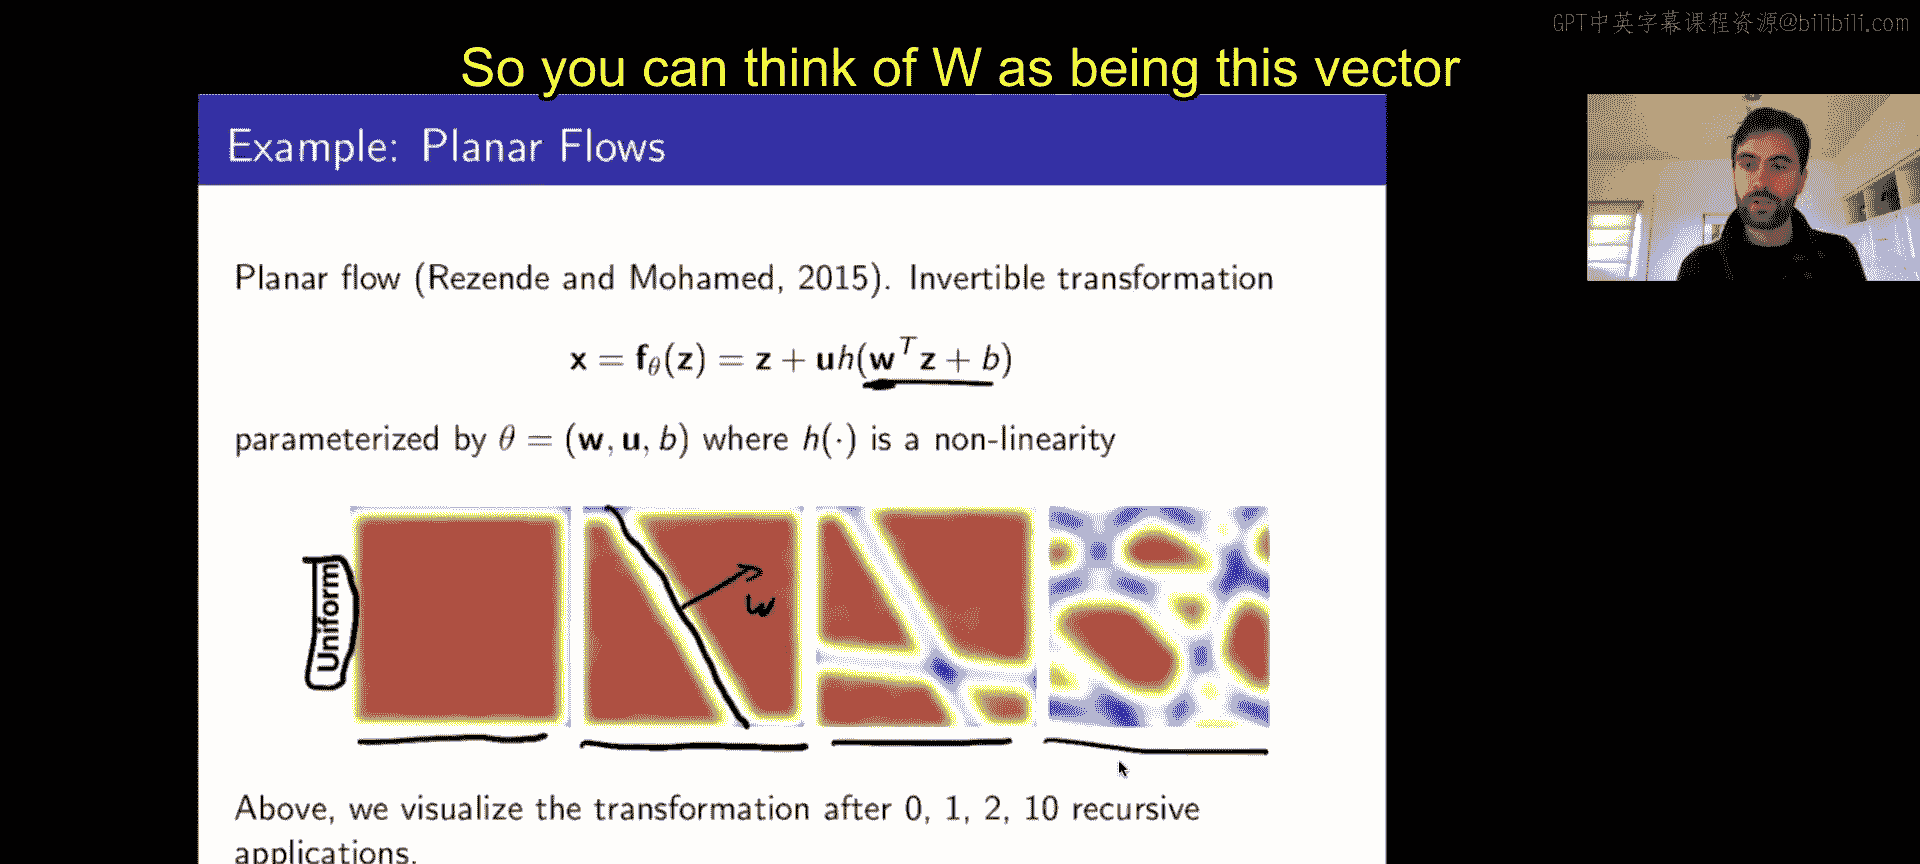 GPT中英字幕课程资源@bilibili.com
So you can think of W as being this vector
Example: Planar Flows
Planar flow (Rezende and Mohamed, 2015). Invertible transformation
x = f_θ(z) = z + uh(w^T z + b)
parameterized by θ = (w, u, b) where h(·) is a non-linearity
Uniform
w
Above, we visualize the transformation after 0, 1, 2, 10 recursive
applications.